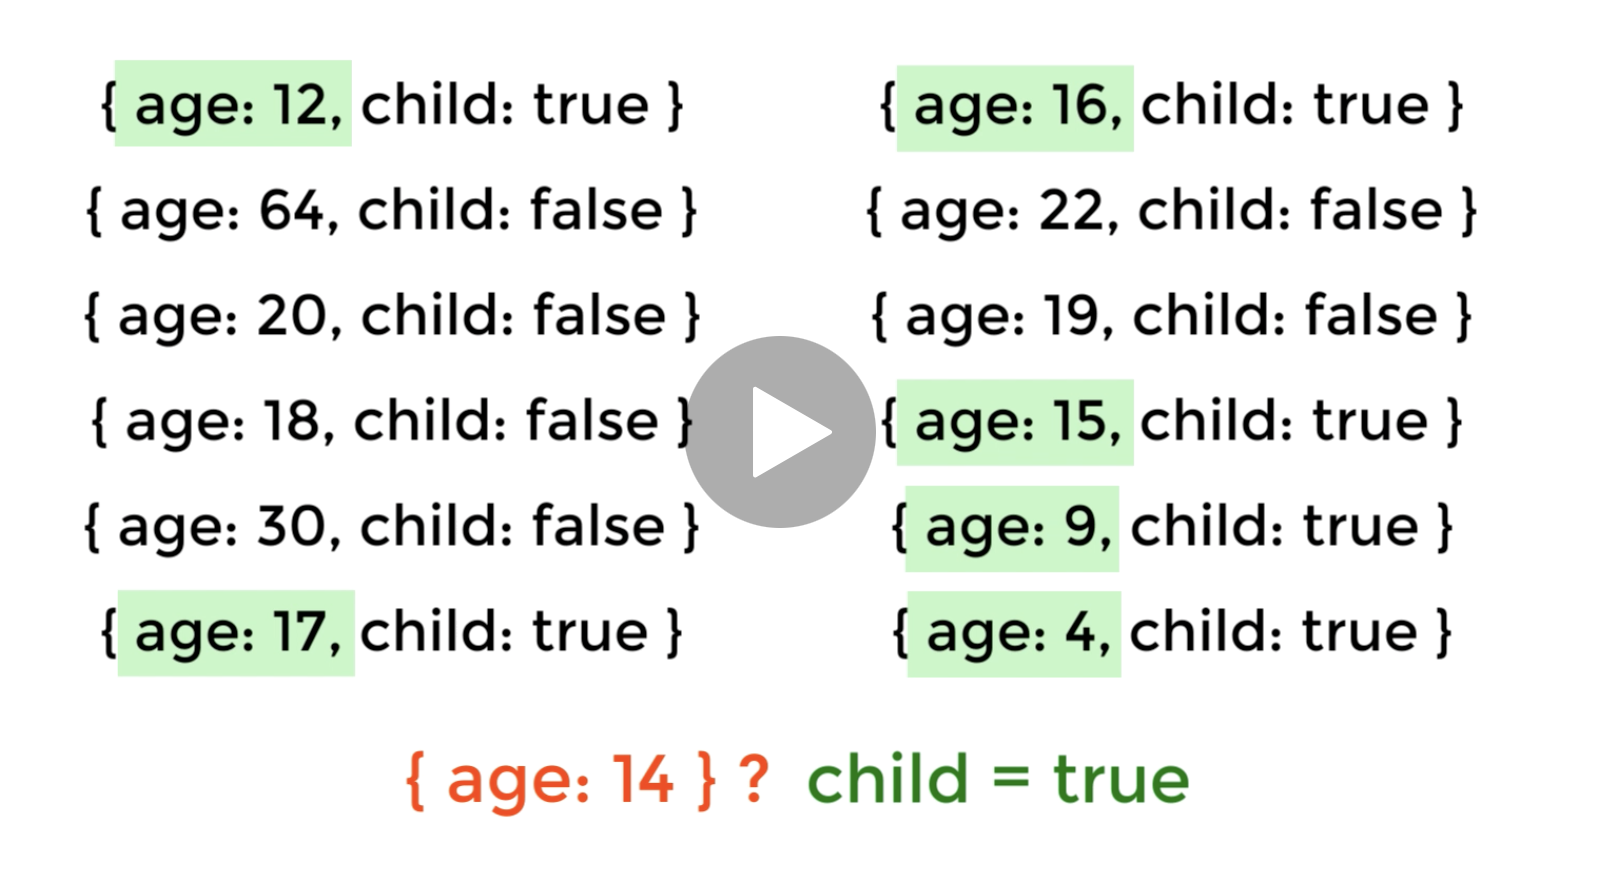 { age: 12, child: true }
{ age: 64, child: false }
{ age: 20, child: false }
{ age: 18, child: false }
{ age: 30, child: false }
{ age: 17, child: true }
{ age: 16, child: true }
{ age: 22, child: false }
{ age: 19, child: false }
{ age: 15, child: true }
{ age: 9, child: true }
{ age: 4, child: true }
{ age: 14 } ? child = true